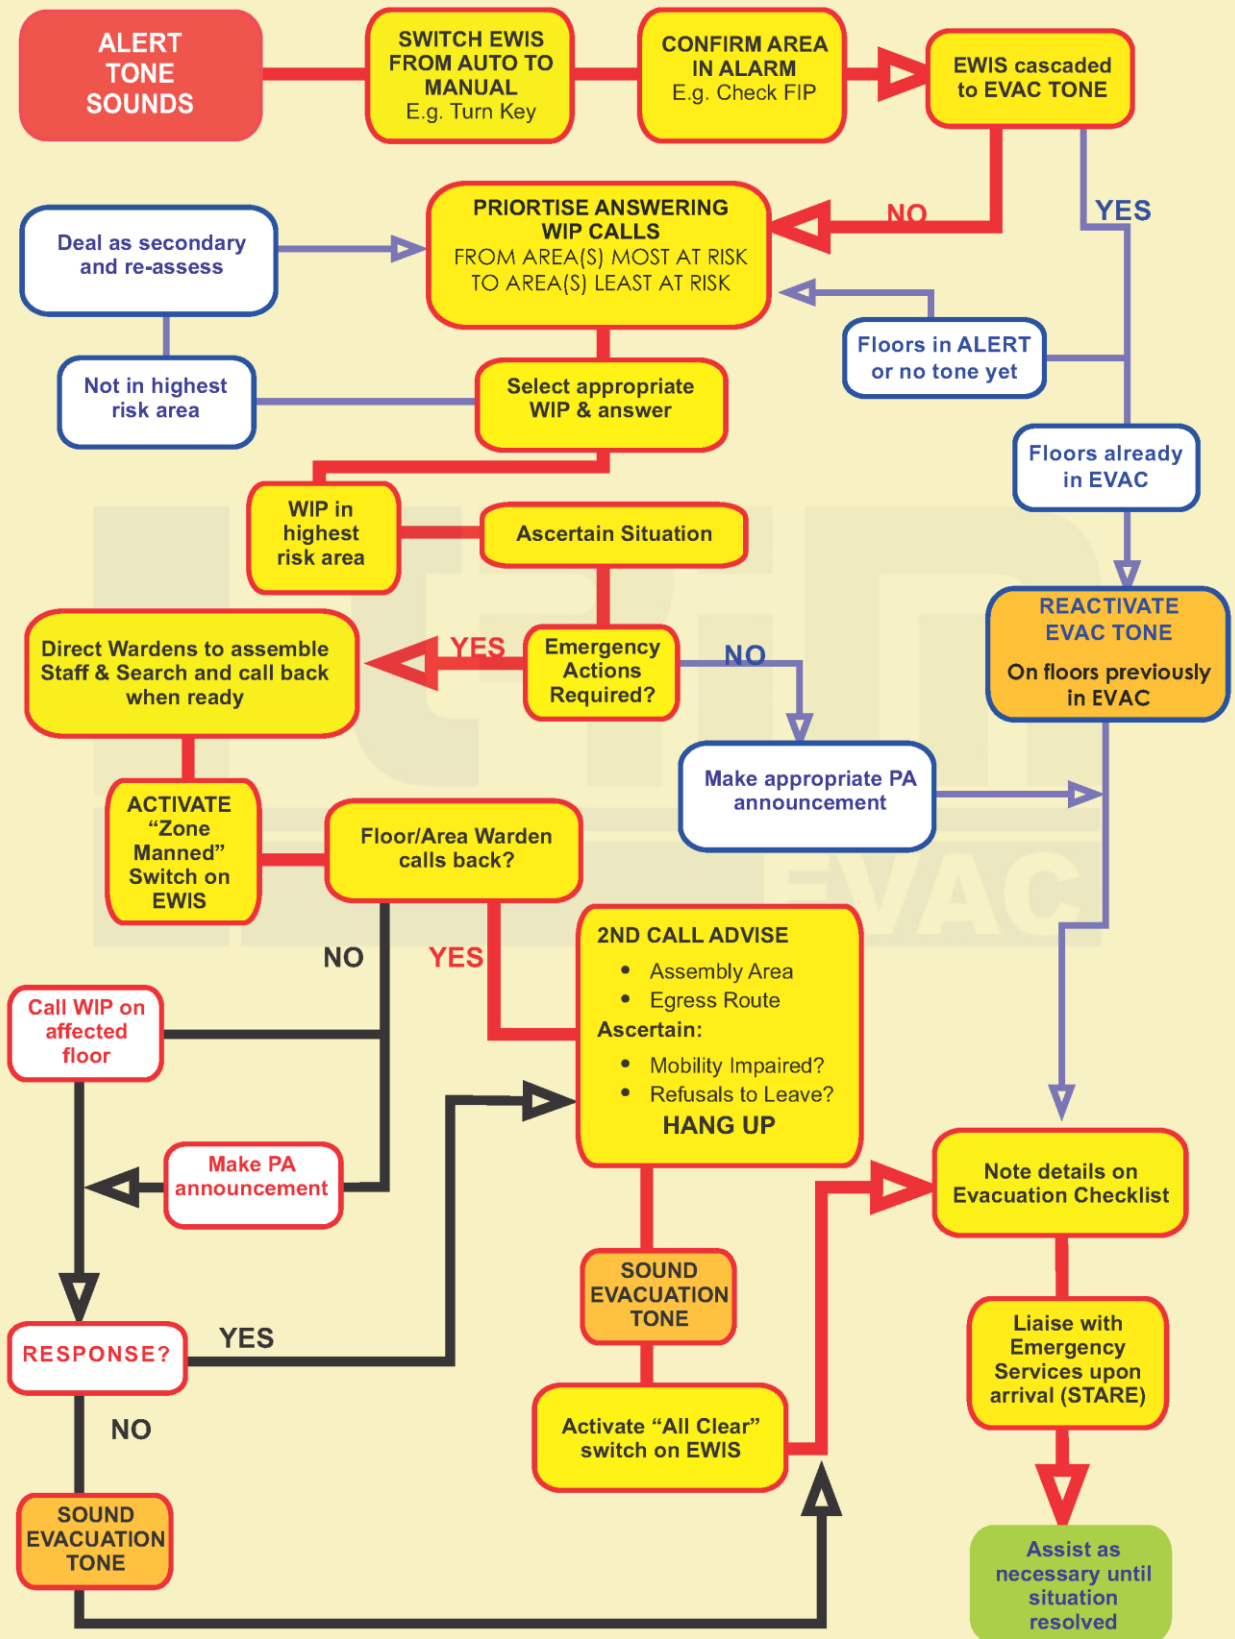 ALERT
TONE
SOUNDS
SWITCH EWIS
FROM AUTO TO
MANUAL
E.g. Turn Key
CONFIRM AREA
IN ALARM
E.g. Check FIP
EWIS cascaded
to EVAC TONE
NO
YES
PRIORTISE ANSWERING
WIP CALLS
FROM AREA(S) MOST AT RISK
TO AREA(S) LEAST AT RISK
Deal as secondary
and re-assess
Floors in ALERT
or no tone yet
Not in highest
risk area
Select appropriate
WIP & answer
Floors already
in EVAC
WIP in
highest
risk area
Ascertain Situation
REACTIVATE
EVAC TONE
On floors previously
in EVAC
Direct Wardens to assemble
Staff & Search and call back
when ready
YES
Emergency
Actions
Required?
NO
Make appropriate PA
announcement
ACTIVATE
“Zone
Manned”
Switch on
EWIS
Floor/Area Warden
calls back?
EVAC
NO
YES
2ND CALL ADVISE
• Assembly Area
• Egress Route
Ascertain:
• Mobility Impaired?
• Refusals to Leave?
HANG UP
Call WIP on
affected
floor
Make PA
announcement
Note details on
Evacuation Checklist
SOUND
EVACUATION
TONE
RESPONSE?
YES
Liaise with
Emergency
Services upon
arrival (STARE)
NO
Activate “All Clear”
switch on EWIS
SOUND
EVACUATION
TONE
Assist as
necessary until
situation
resolved